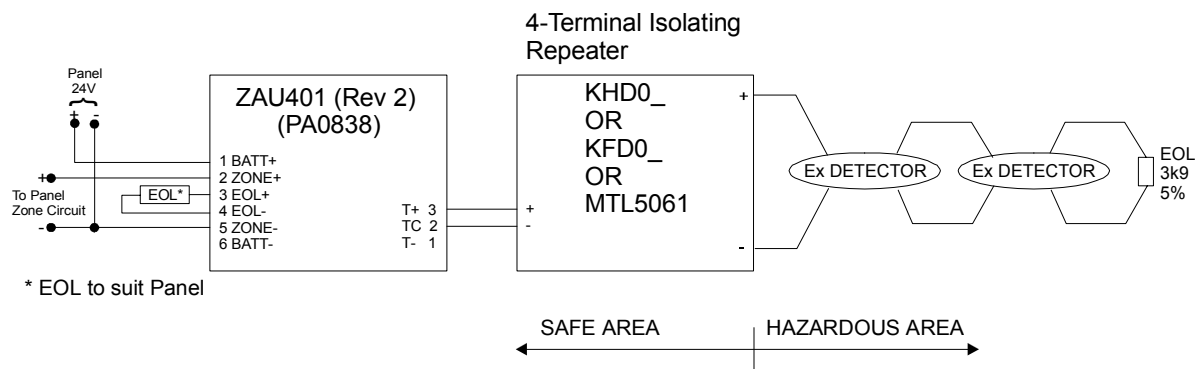 4-Terminal Isolating
Repeater
Panel
24V
+ -
ZAU401 (Rev 2)
(PA0838)
1 BATT+
2 ZONE+
3 EOL+
4 EOL-
5 ZONE-
6 BATT-
T+ 3
TC 2
T- 1
+
To Panel
Zone Circuit
-
EOL*
* EOL to suit Panel
KHD0_
OR
KFD0_
OR
MTL5061
+
-
+
-
Ex DETECTOR
Ex DETECTOR
EOL
3k9
5%
SAFE AREA
HAZARDOUS AREA